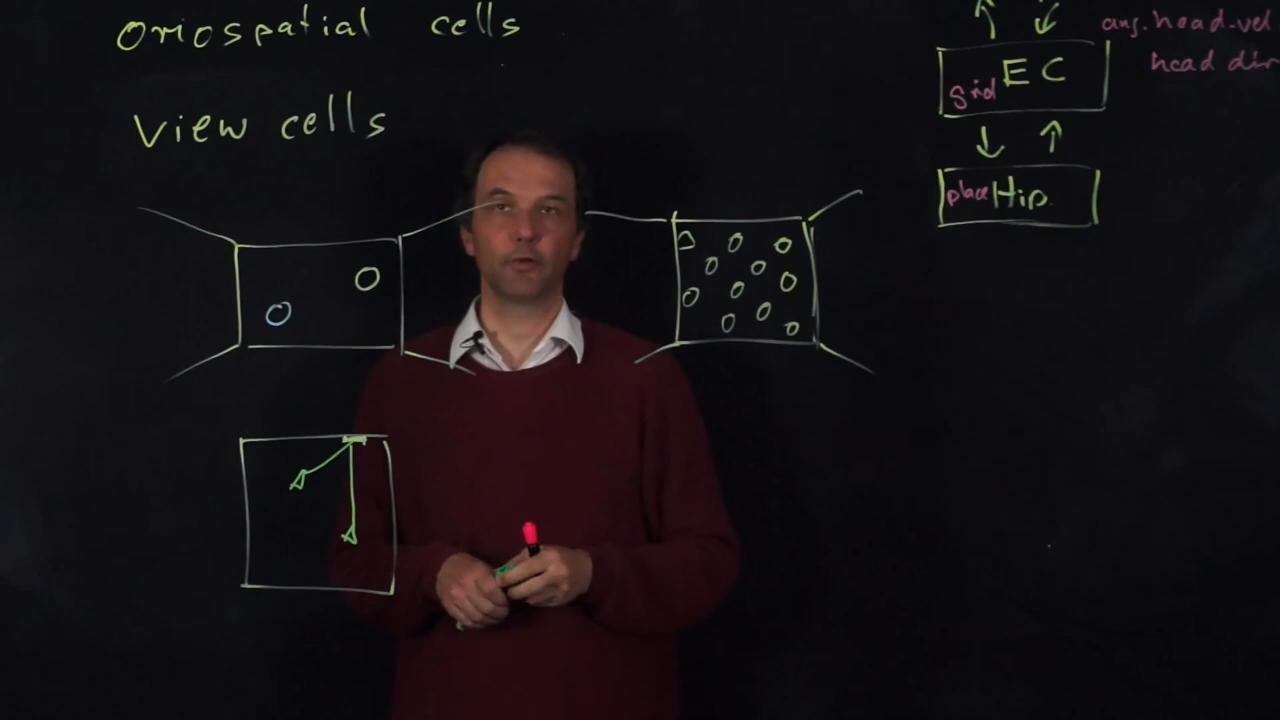 Oriospatial cells
View cells
ang. head-vel
head dir
grid EC
place Hip.